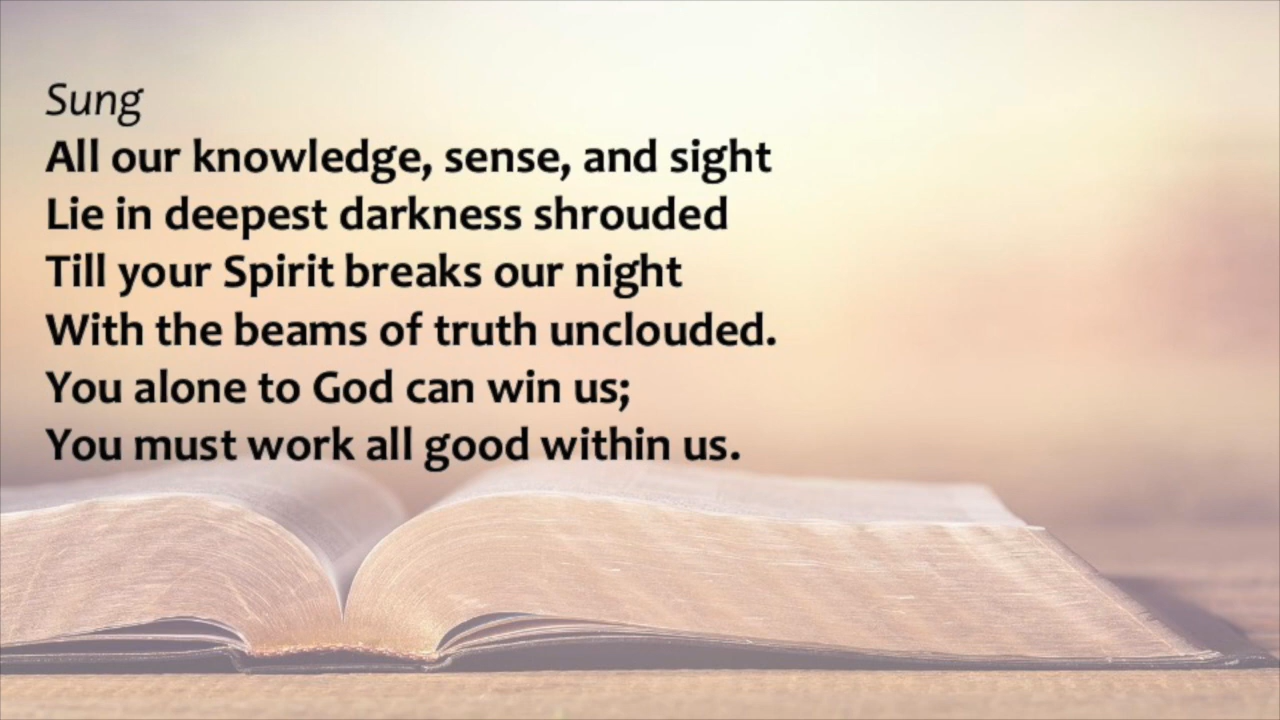 Sung
All our knowledge, sense, and sight
Lie in deepest darkness shrouded
Till your Spirit breaks our night
With the beams of truth unclouded.
You alone to God can win us;
You must work all good within us.